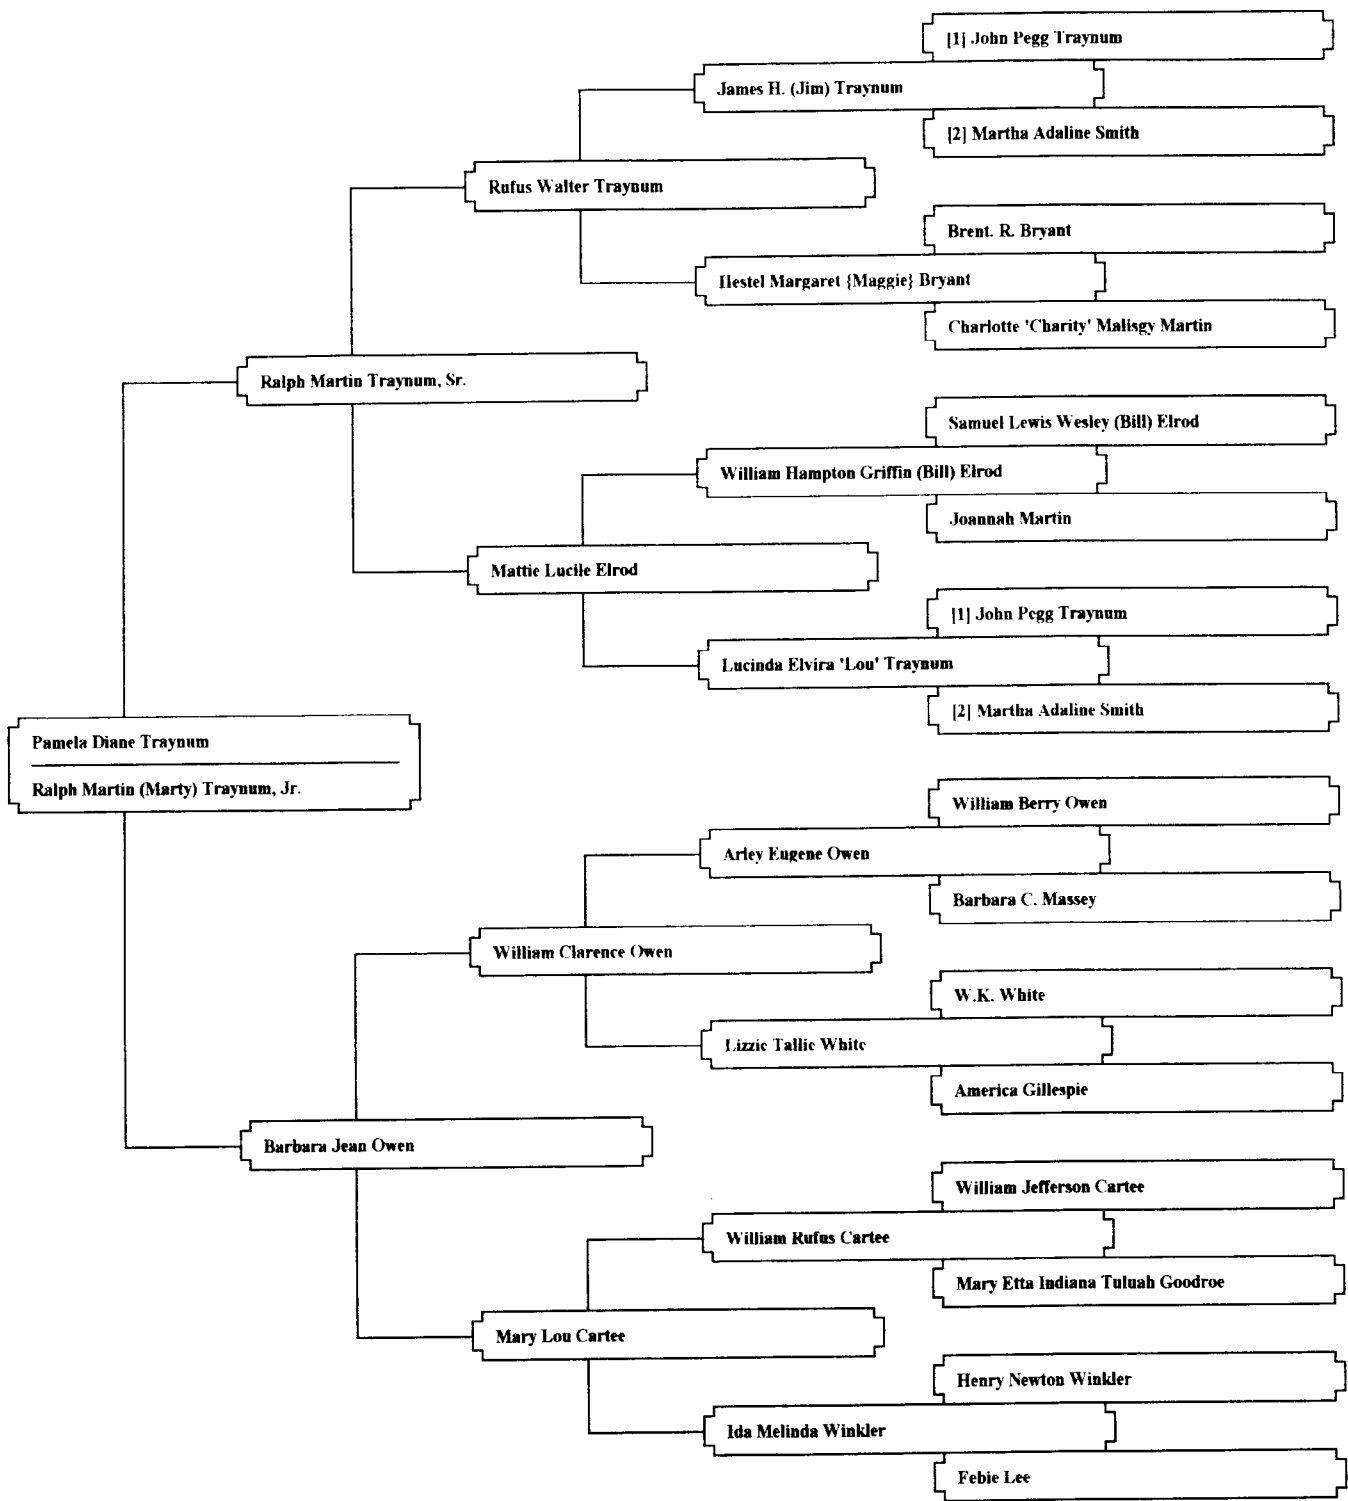 [1] John Pegg Traynum
James H. (Jim) Traynum
[2] Martha Adaline Smith
Rufus Walter Traynum
Brent. R. Bryant
Hestel Margaret {Maggie} Bryant
Charlotte 'Charity' Malisgy Martin
Ralph Martin Traynum, Sr.
Samuel Lewis Wesley (Bill) Elrod
William Hampton Griffin (Bill) Elrod
Joannah Martin
Mattie Lucile Elrod
[1] John Pegg Traynum
Lucinda Elvira 'Lou' Traynum
[2] Martha Adaline Smith
Pamela Diane Traynum
Ralph Martin (Marty) Traynum, Jr.
William Berry Owen
Arley Eugene Owen
Barbara C. Massey
William Clarence Owen
W.K. White
Lizzie Tallie White
America Gillespie
Barbara Jean Owen
William Jefferson Cartee
William Rufus Cartee
Mary Etta Indiana Tuluah Goodroe
Mary Lou Cartee
Henry Newton Winkler
Ida Melinda Winkler
Febie Lee